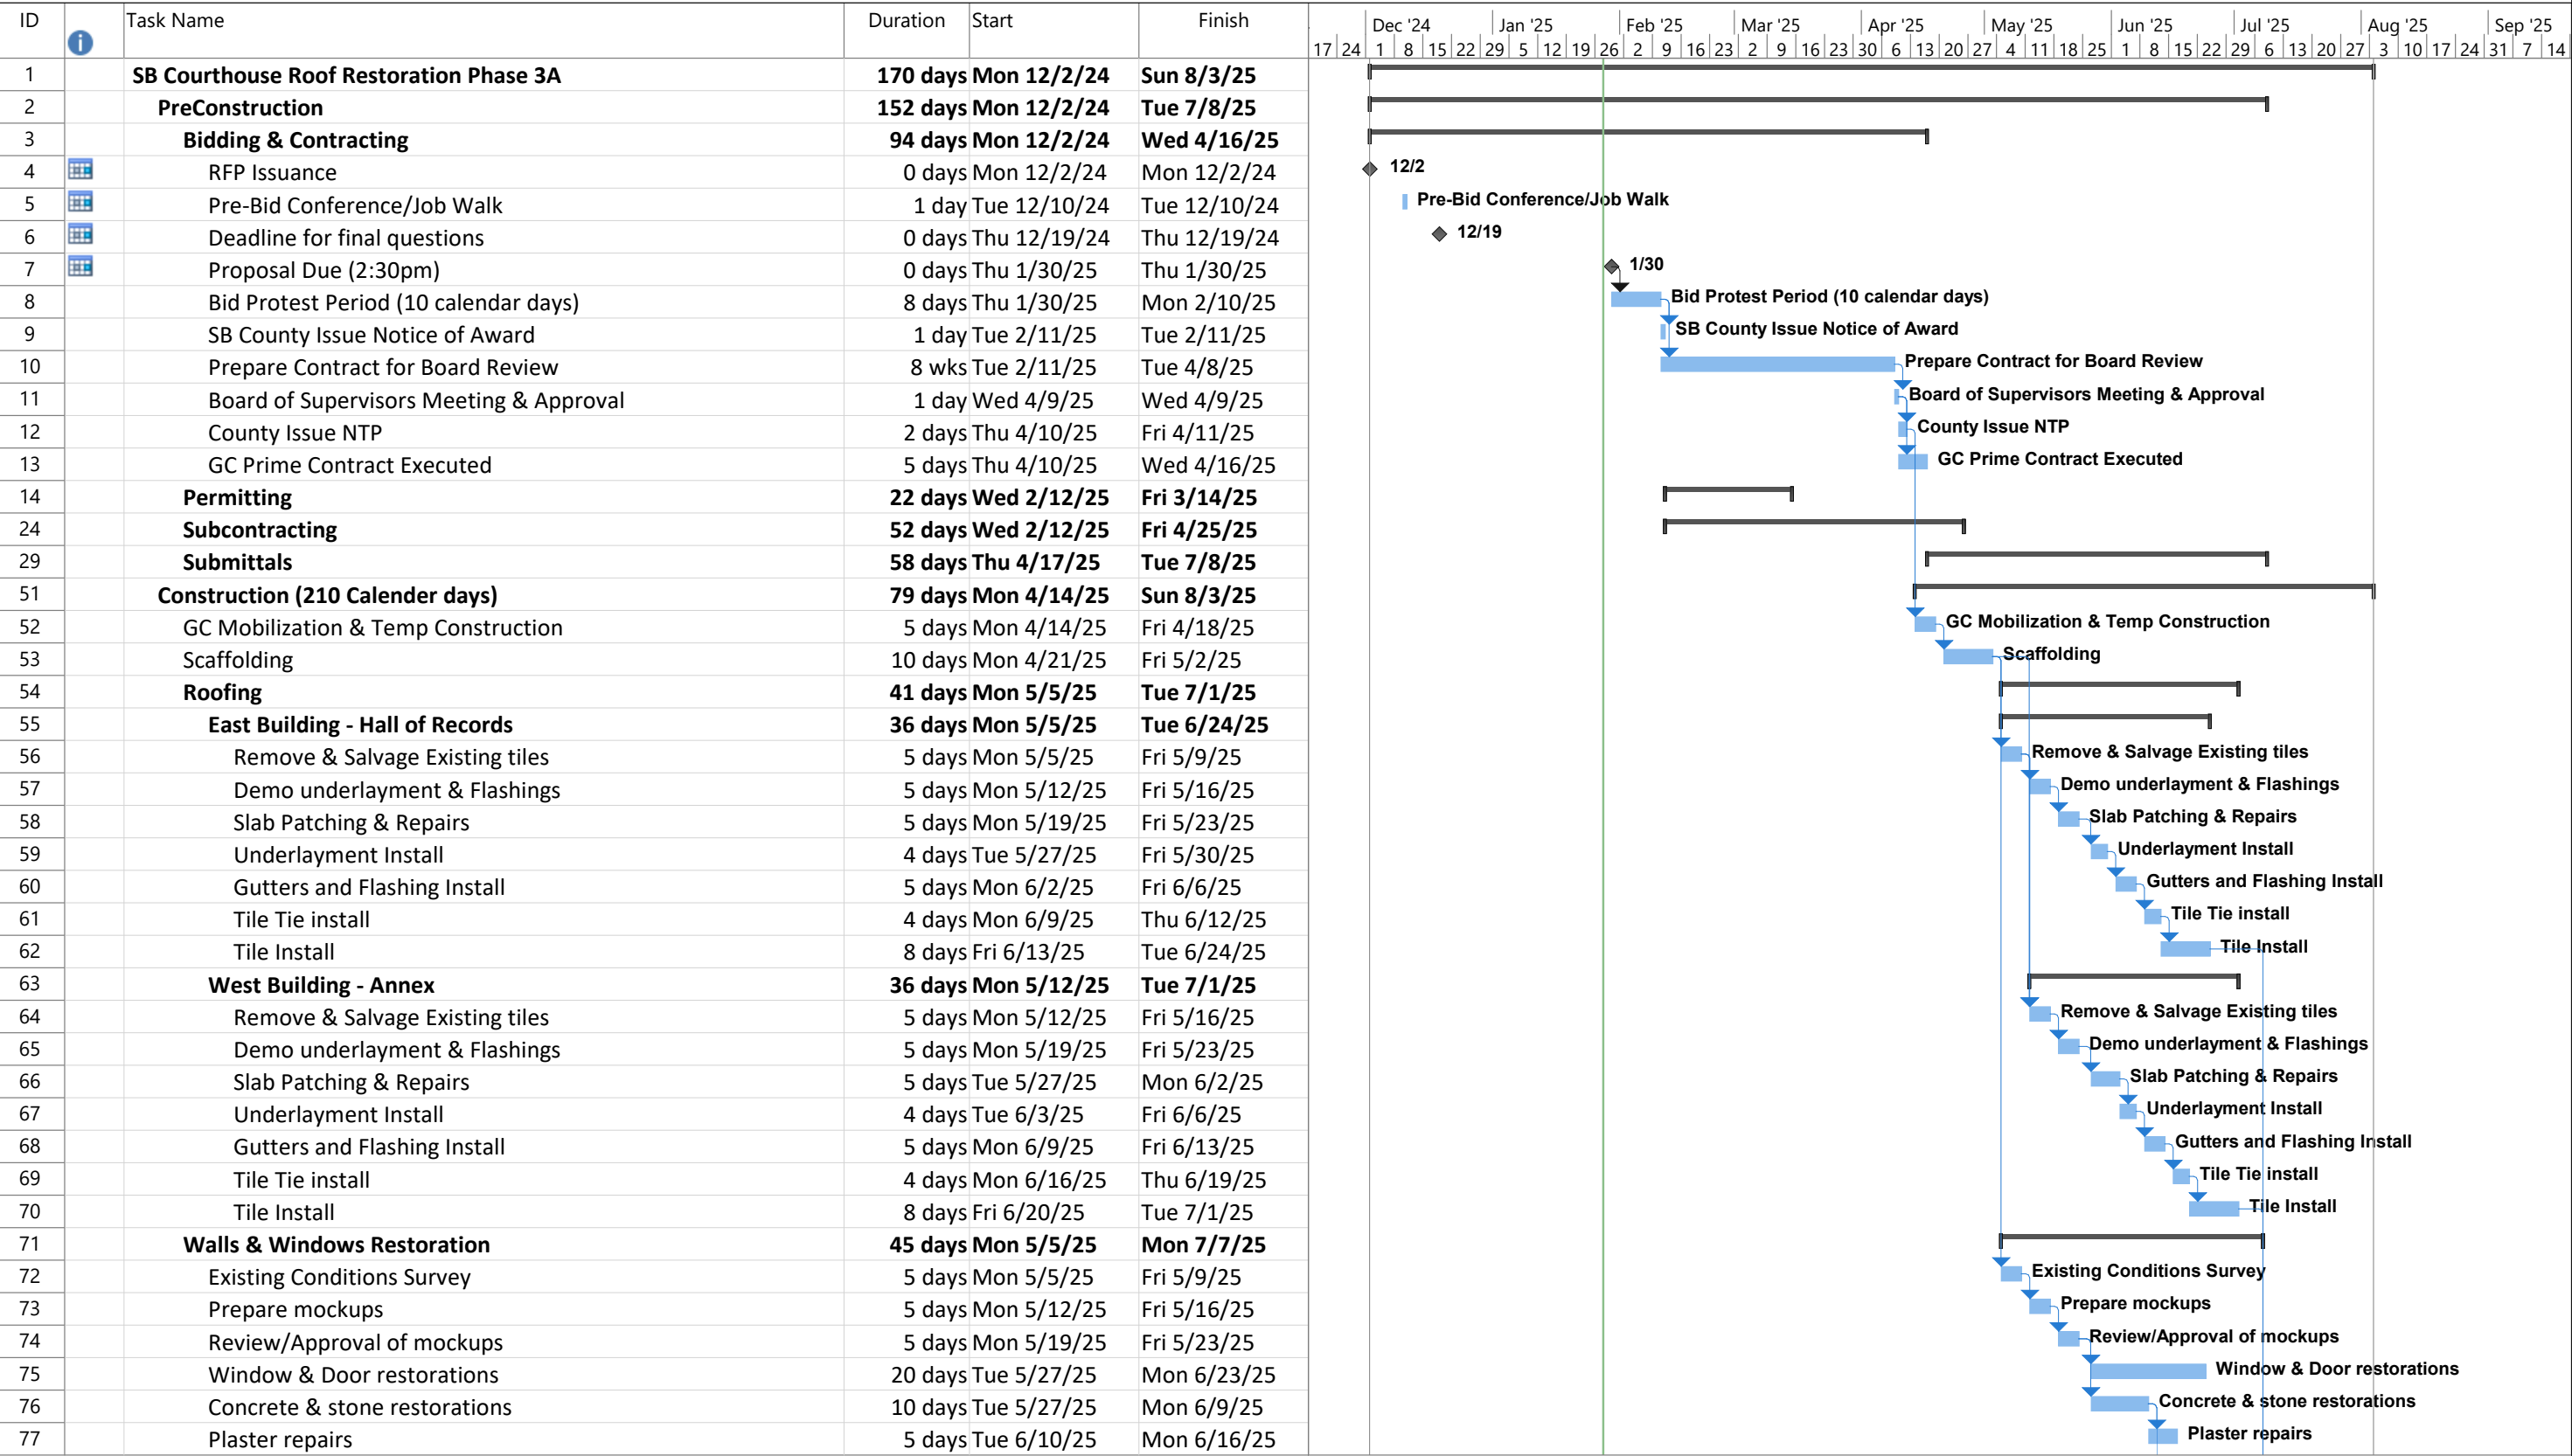 ID Task Name Duration Start Finish Dec '24 Jan '25 Feb '25 Mar '25 Apr '25 May '25 Jun '25 Jul '25 Aug '25 Sep '25
17 24 1 8 15 22 29 5 12 19 26 2 9 16 23 2 9 16 23 30 6 13 20 27 4 11 18 25 1 8 15 22 29 6 13 20 27 3 10 17 24 31 7 14
1 SB Courthouse Roof Restoration Phase 3A 170 days Mon 12/2/24 Sun 8/3/25
2 PreConstruction 152 days Mon 12/2/24 Tue 7/8/25
3 Bidding & Contracting 94 days Mon 12/2/24 Wed 4/16/25
4 RFP Issuance 0 days Mon 12/2/24 Mon 12/2/24 12/2
5 Pre-Bid Conference/Job Walk 1 day Tue 12/10/24 Tue 12/10/24 Pre-Bid Conference/Job Walk
6 Deadline for final questions 0 days Thu 12/19/24 Thu 12/19/24 12/19
7 Proposal Due (2:30pm) 0 days Thu 1/30/25 Thu 1/30/25 1/30
8 Bid Protest Period (10 calendar days) 8 days Thu 1/30/25 Mon 2/10/25 Bid Protest Period (10 calendar days)
9 SB County Issue Notice of Award 1 day Tue 2/11/25 Tue 2/11/25 SB County Issue Notice of Award
10 Prepare Contract for Board Review 8 wks Tue 2/11/25 Tue 4/8/25 Prepare Contract for Board Review
11 Board of Supervisors Meeting & Approval 1 day Wed 4/9/25 Wed 4/9/25 Board of Supervisors Meeting & Approval
12 County Issue NTP 2 days Thu 4/10/25 Fri 4/11/25 County Issue NTP
13 GC Prime Contract Executed 5 days Thu 4/10/25 Wed 4/16/25 GC Prime Contract Executed
14 Permitting 22 days Wed 2/12/25 Fri 3/14/25
24 Subcontracting 52 days Wed 2/12/25 Fri 4/25/25
29 Submittals 58 days Thu 4/17/25 Tue 7/8/25
51 Construction (210 Calender days) 79 days Mon 4/14/25 Sun 8/3/25
52 GC Mobilization & Temp Construction 5 days Mon 4/14/25 Fri 4/18/25 GC Mobilization & Temp Construction
53 Scaffolding 10 days Mon 4/21/25 Fri 5/2/25 Scaffolding
54 Roofing 41 days Mon 5/5/25 Tue 7/1/25
55 East Building - Hall of Records 36 days Mon 5/5/25 Tue 6/24/25
56 Remove & Salvage Existing tiles 5 days Mon 5/5/25 Fri 5/9/25 Remove & Salvage Existing tiles
57 Demo underlayment & Flashings 5 days Mon 5/12/25 Fri 5/16/25 Demo underlayment & Flashings
58 Slab Patching & Repairs 5 days Mon 5/19/25 Fri 5/23/25 Slab Patching & Repairs
59 Underlayment Install 4 days Tue 5/27/25 Fri 5/30/25 Underlayment Install
60 Gutters and Flashing Install 5 days Mon 6/2/25 Fri 6/6/25 Gutters and Flashing Install
61 Tile Tie install 4 days Mon 6/9/25 Thu 6/12/25 Tile Tie install
62 Tile Install 8 days Fri 6/13/25 Tue 6/24/25 Tile Install
63 West Building - Annex 36 days Mon 5/12/25 Tue 7/1/25
64 Remove & Salvage Existing tiles 5 days Mon 5/12/25 Fri 5/16/25 Remove & Salvage Existing tiles
65 Demo underlayment & Flashings 5 days Mon 5/19/25 Fri 5/23/25 Demo underlayment & Flashings
66 Slab Patching & Repairs 5 days Tue 5/27/25 Mon 6/2/25 Slab Patching & Repairs
67 Underlayment Install 4 days Tue 6/3/25 Fri 6/6/25 Underlayment Install
68 Gutters and Flashing Install 5 days Mon 6/9/25 Fri 6/13/25 Gutters and Flashing Install
69 Tile Tie install 4 days Mon 6/16/25 Thu 6/19/25 Tile Tie install
70 Tile Install 8 days Fri 6/20/25 Tue 7/1/25 Tile Install
71 Walls & Windows Restoration 45 days Mon 5/5/25 Mon 7/7/25
72 Existing Conditions Survey 5 days Mon 5/5/25 Fri 5/9/25 Existing Conditions Survey
73 Prepare mockups 5 days Mon 5/12/25 Fri 5/16/25 Prepare mockups
74 Review/Approval of mockups 5 days Mon 5/19/25 Fri 5/23/25 Review/Approval of mockups
75 Window & Door restorations 20 days Tue 5/27/25 Mon 6/23/25 Window & Door restorations
76 Concrete & stone restorations 10 days Tue 5/27/25 Mon 6/9/25 Concrete & stone restorations
77 Plaster repairs 5 days Tue 6/10/25 Mon 6/16/25 Plaster repairs